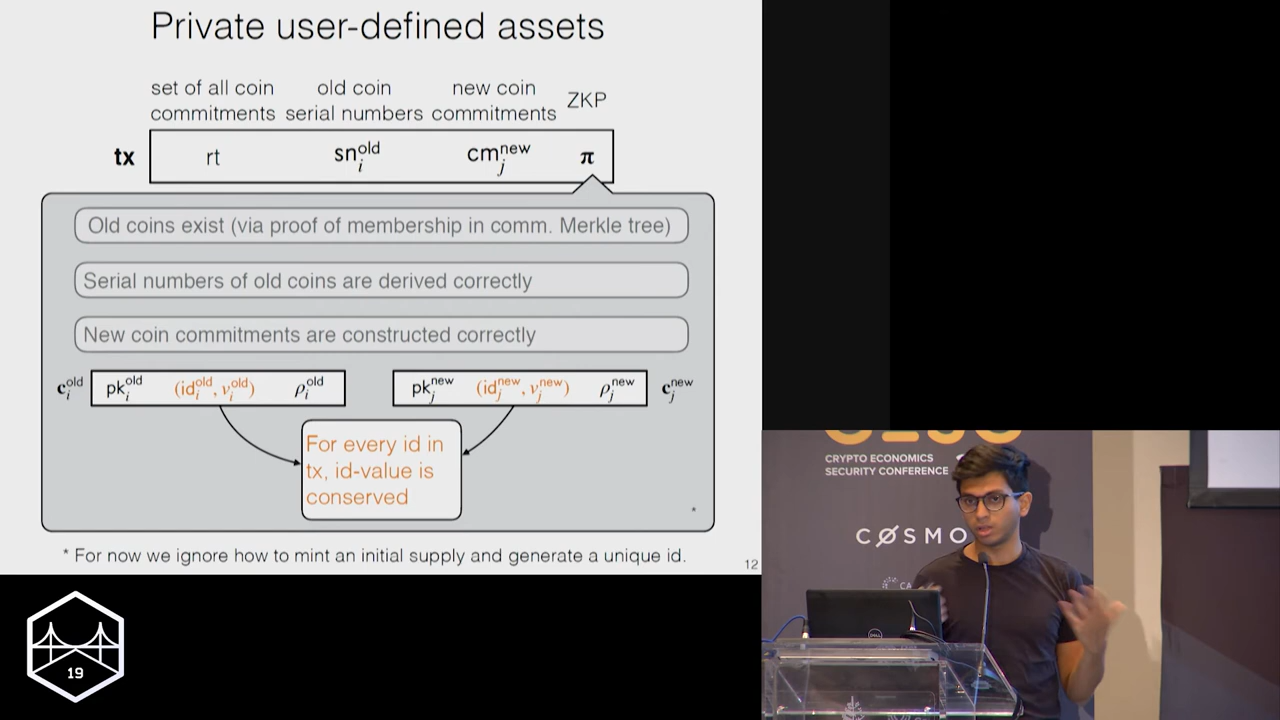 Private user-defined assets
set of all coin commitments
old coin serial numbers
new coin commitments
ZKP
tx
rt
sn_i^old
cm_j^new
π
Old coins exist (via proof of membership in comm. Merkle tree)
Serial numbers of old coins are derived correctly
New coin commitments are constructed correctly
c_i^old
pk_i^old
(id_i^old, v_i^old)
ρ_i^old
pk_j^new
(id_j^new, v_j^new)
ρ_j^new
c_j^new
For every id in
tx, id-value is
conserved
*
* For now we ignore how to mint an initial supply and generate a unique id.
12
19
CRYPTO ECONOMICS
SECURITY CONFERENCE
CØSMO
CA
DELL